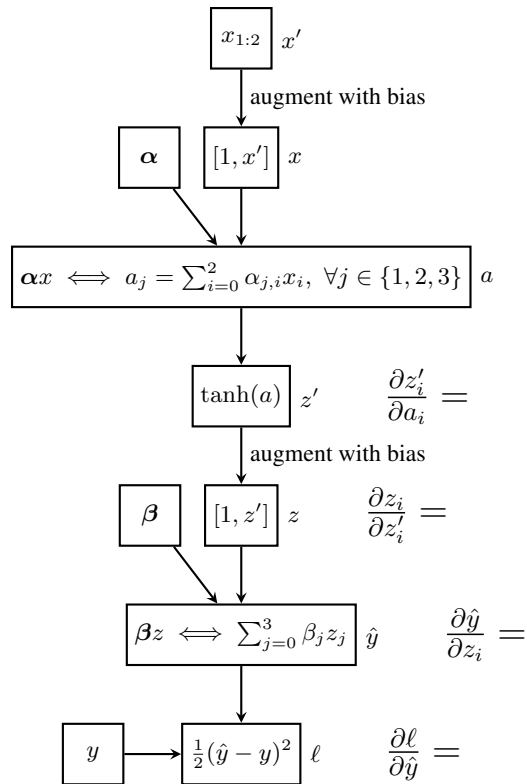 x_{1:2} x′
augment with bias
α [1, x′] x
αx ⟺ a_j = ∑_{i=0}^{2} α_{j,i}x_i, ∀j ∈ {1, 2, 3} a
tanh(a) z′ ∂z′_i/∂a_i =
augment with bias
β [1, z′] z ∂z_i/∂z′_i =
βz ⟺ ∑_{j=0}^{3} β_j z_j ŷ ∂ŷ/∂z_i =
y ½(ŷ − y)² ℓ ∂ℓ/∂ŷ =